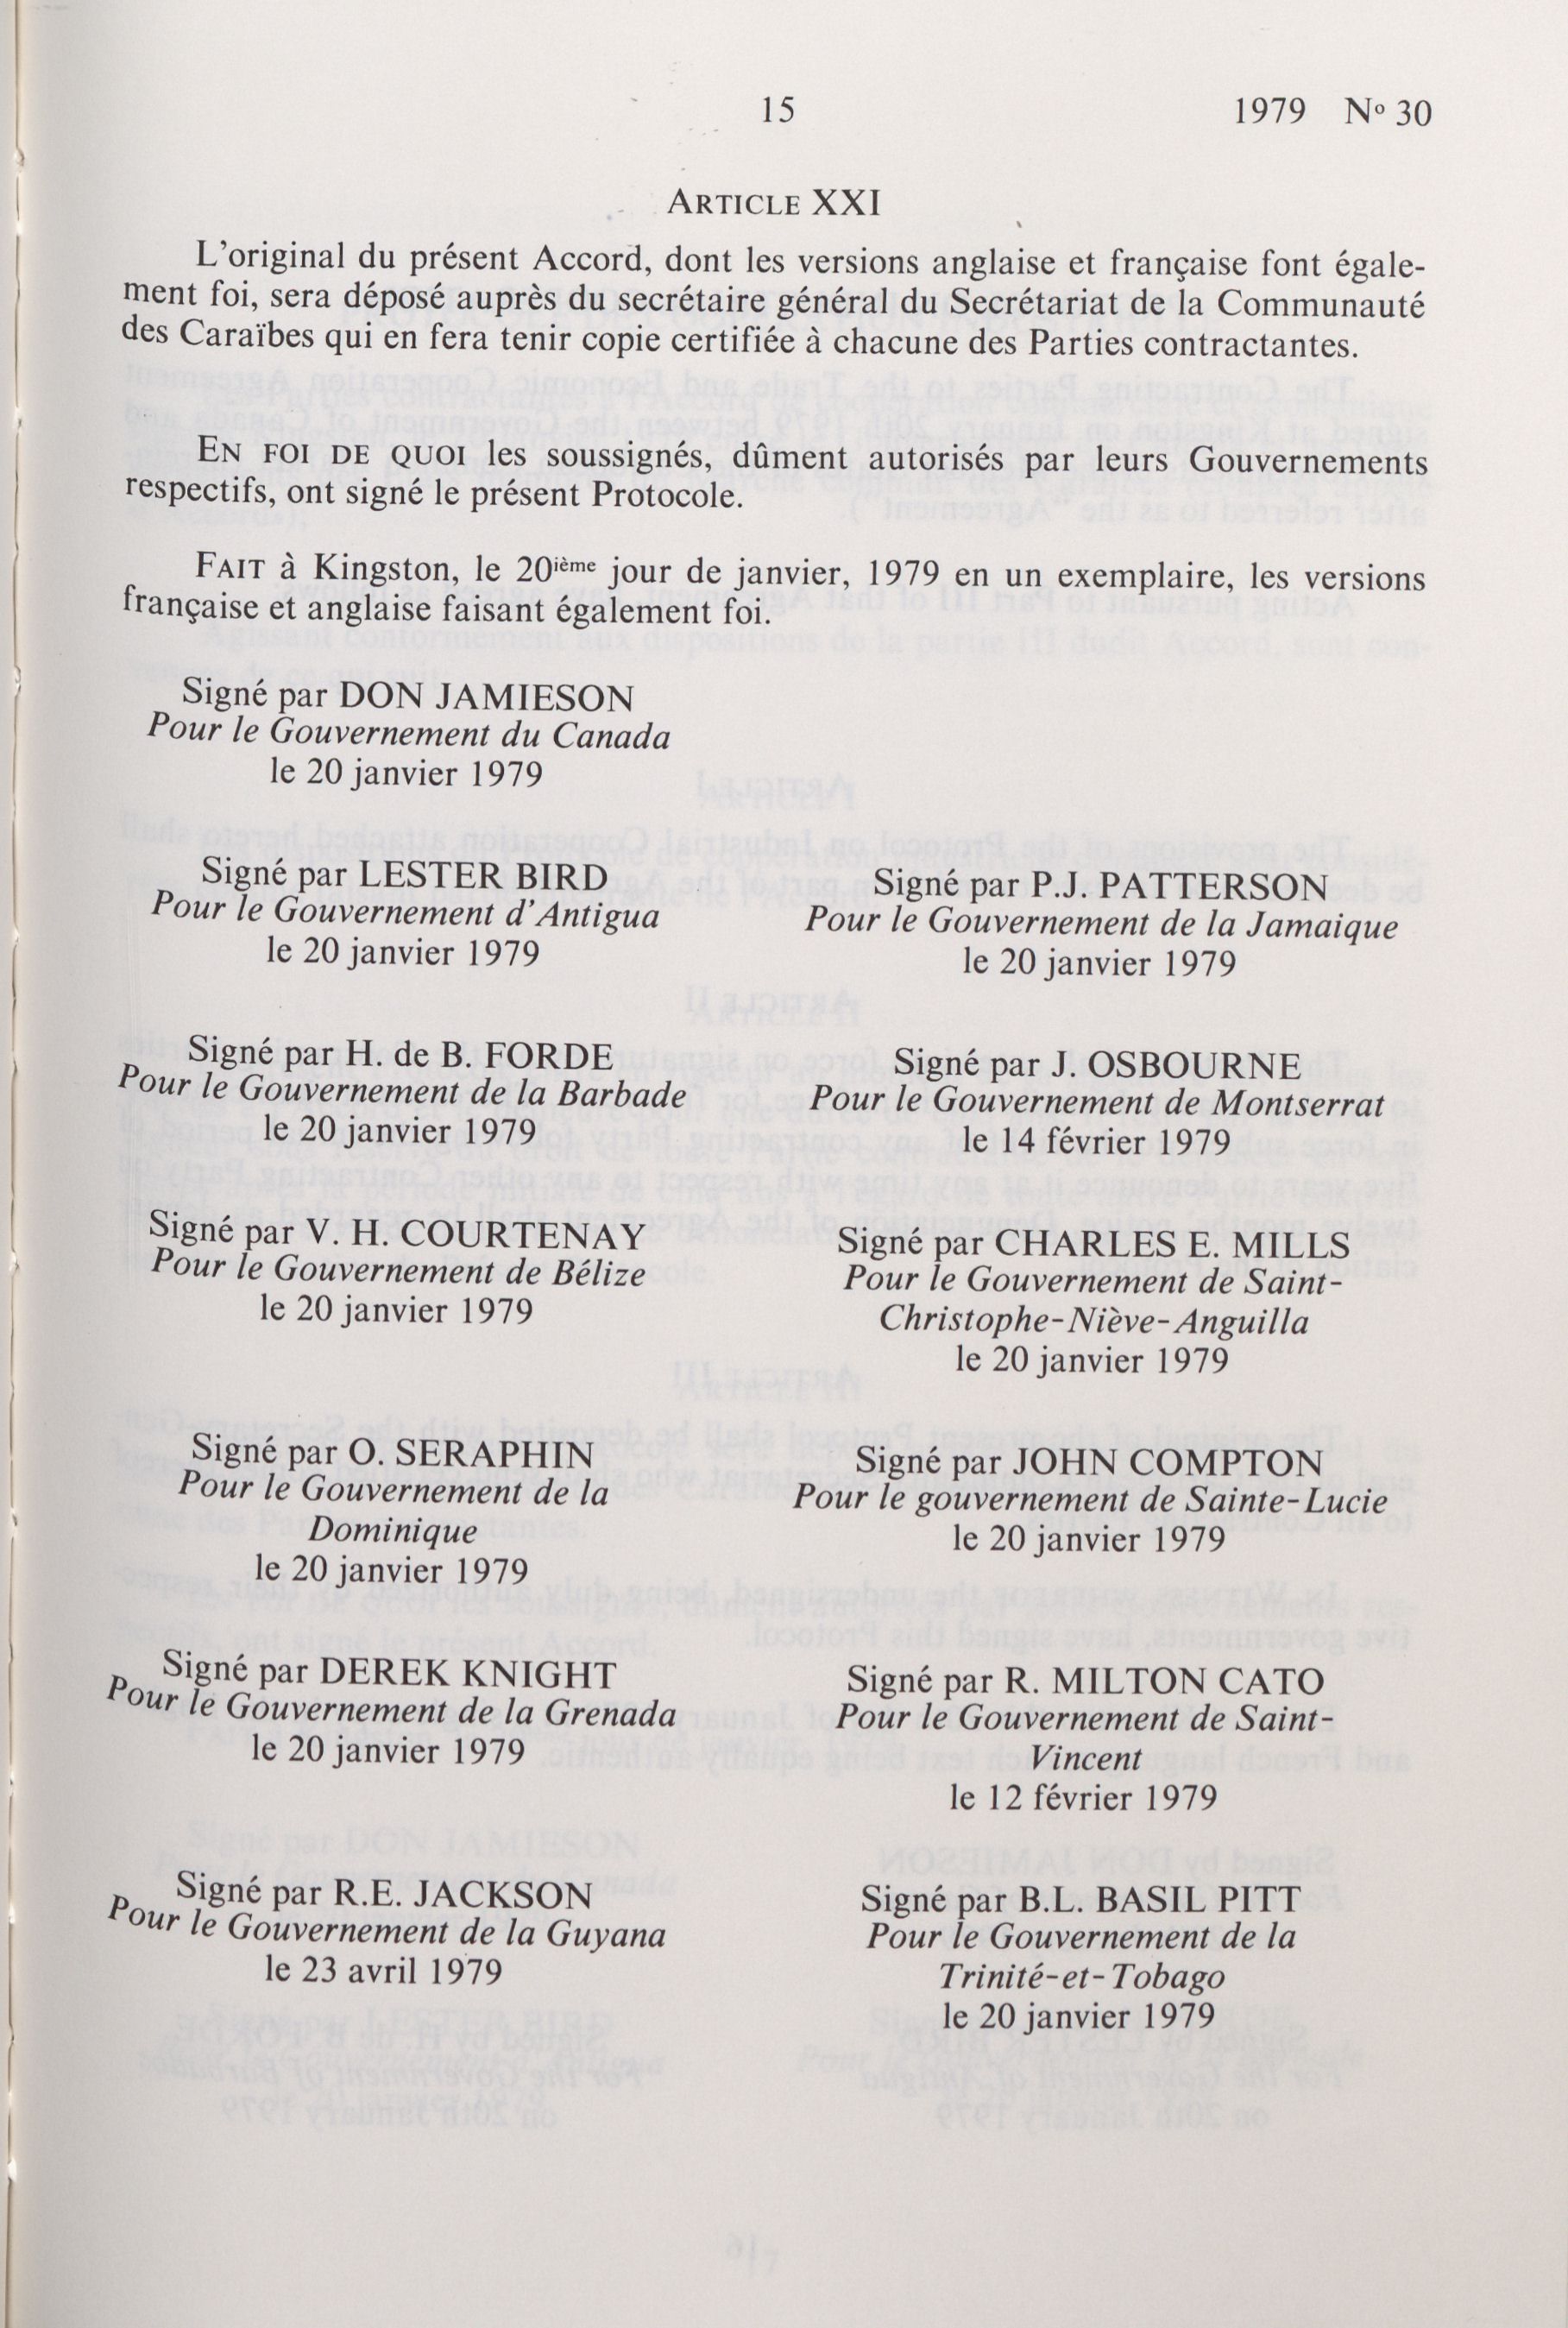 15
1979 Nº 30
ARTICLE XXI
L'original du présent Accord, dont les versions anglaise et française font égale-
ment foi, sera déposé auprès du secrétaire général du Secrétariat de la Communauté
des Caraïbes qui en fera tenir copie certifiée à chacune des Parties contractantes.
EN FOI DE QUOI les soussignés, dûment autorisés par leurs Gouvernements
respectifs, ont signé le présent Protocole.
FAIT à Kingston, le 20ième jour de janvier, 1979 en un exemplaire, les versions
française et anglaise faisant également foi.
Signé par DON JAMIESON
Pour le Gouvernement du Canada
le 20 janvier 1979
Signé par LESTER BIRD
Pour le Gouvernement d'Antigua
le 20 janvier 1979
Signé par P.J. PATTERSON
Pour le Gouvernement de la Jamaique
le 20 janvier 1979
Signé par H. de B. FORDE
Pour le Gouvernement de la Barbade
le 20 janvier 1979
Signé par J. OSBOURNE
Pour le Gouvernement de Montserrat
le 14 février 1979
Signé par V. H. COURTENAY
Pour le Gouvernement de Bélize
le 20 janvier 1979
Signé par CHARLES E. MILLS
Pour le Gouvernement de Saint-
Christophe-Niève-Anguilla
le 20 janvier 1979
Signé par O. SERAPHIN
Pour le Gouvernement de la
Dominique
le 20 janvier 1979
Signé par JOHN COMPTON
Pour le gouvernement de Sainte-Lucie
le 20 janvier 1979
Signé par DEREK KNIGHT
Pour le Gouvernement de la Grenada
le 20 janvier 1979
Signé par R. MILTON CATO
Pour le Gouvernement de Saint-
Vincent
le 12 février 1979
Signé par R.E. JACKSON
Pour le Gouvernement de la Guyana
le 23 avril 1979
Signé par B.L. BASIL PITT
Pour le Gouvernement de la
Trinité-et-Tobago
le 20 janvier 1979